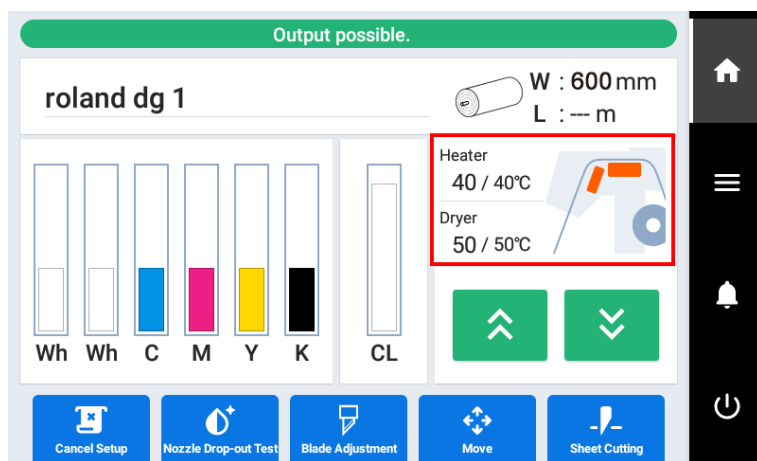 Output possible.
roland dg 1
W : 600 mm
L : --- m
Heater
40 / 40℃
Dryer
50 / 50℃
Wh Wh C M Y K CL
Cancel Setup Nozzle Drop-out Test Blade Adjustment Move Sheet Cutting